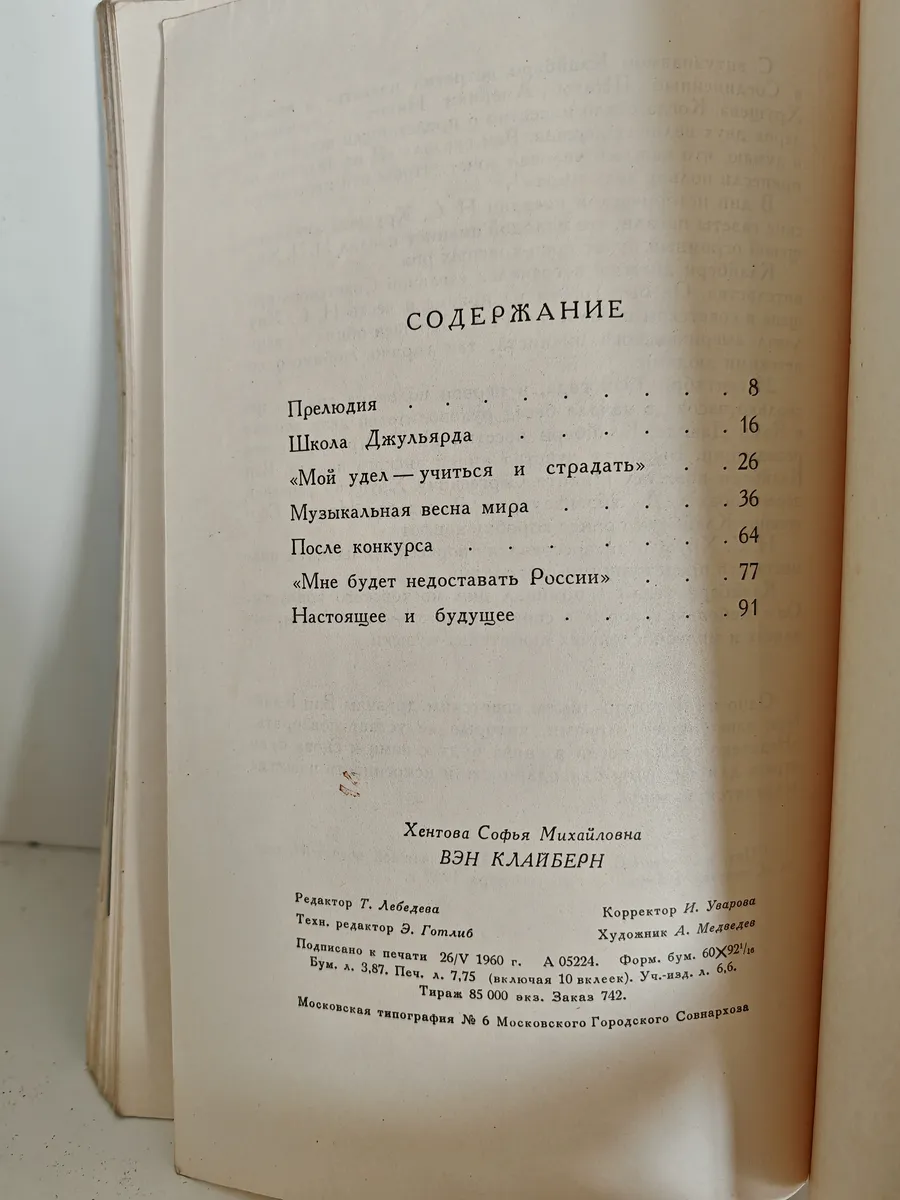 СОДЕРЖАНИЕ
Прелюдия . . . . . . . . . 8
Школа Джульярда . . . . . . 16
«Мой удел — учиться и страдать» . . 26
Музыкальная весна мира . . . . . 36
После конкурса . . . . . . . 64
«Мне будет недоставать России» . . . 77
Настоящее и будущее . . . . . 91
Хентова Софья Михайловна
ВЭН КЛАЙБЕРН
Редактор Т. Лебедева
Корректор И. Уварова
Техн. редактор Э. Готлиб
Художник А. Медведев
Подписано к печати 26/V 1960 г. А 05224. Форм. бум. 60×92¹/₁₆
Бум. л. 3,87. Печ. л. 7,75 (включая 10 вклеек). Уч.-изд. л. 6,6.
Тираж 85 000 экз. Заказ 742.
Московская типография № 6 Московского Городского Совнархоза